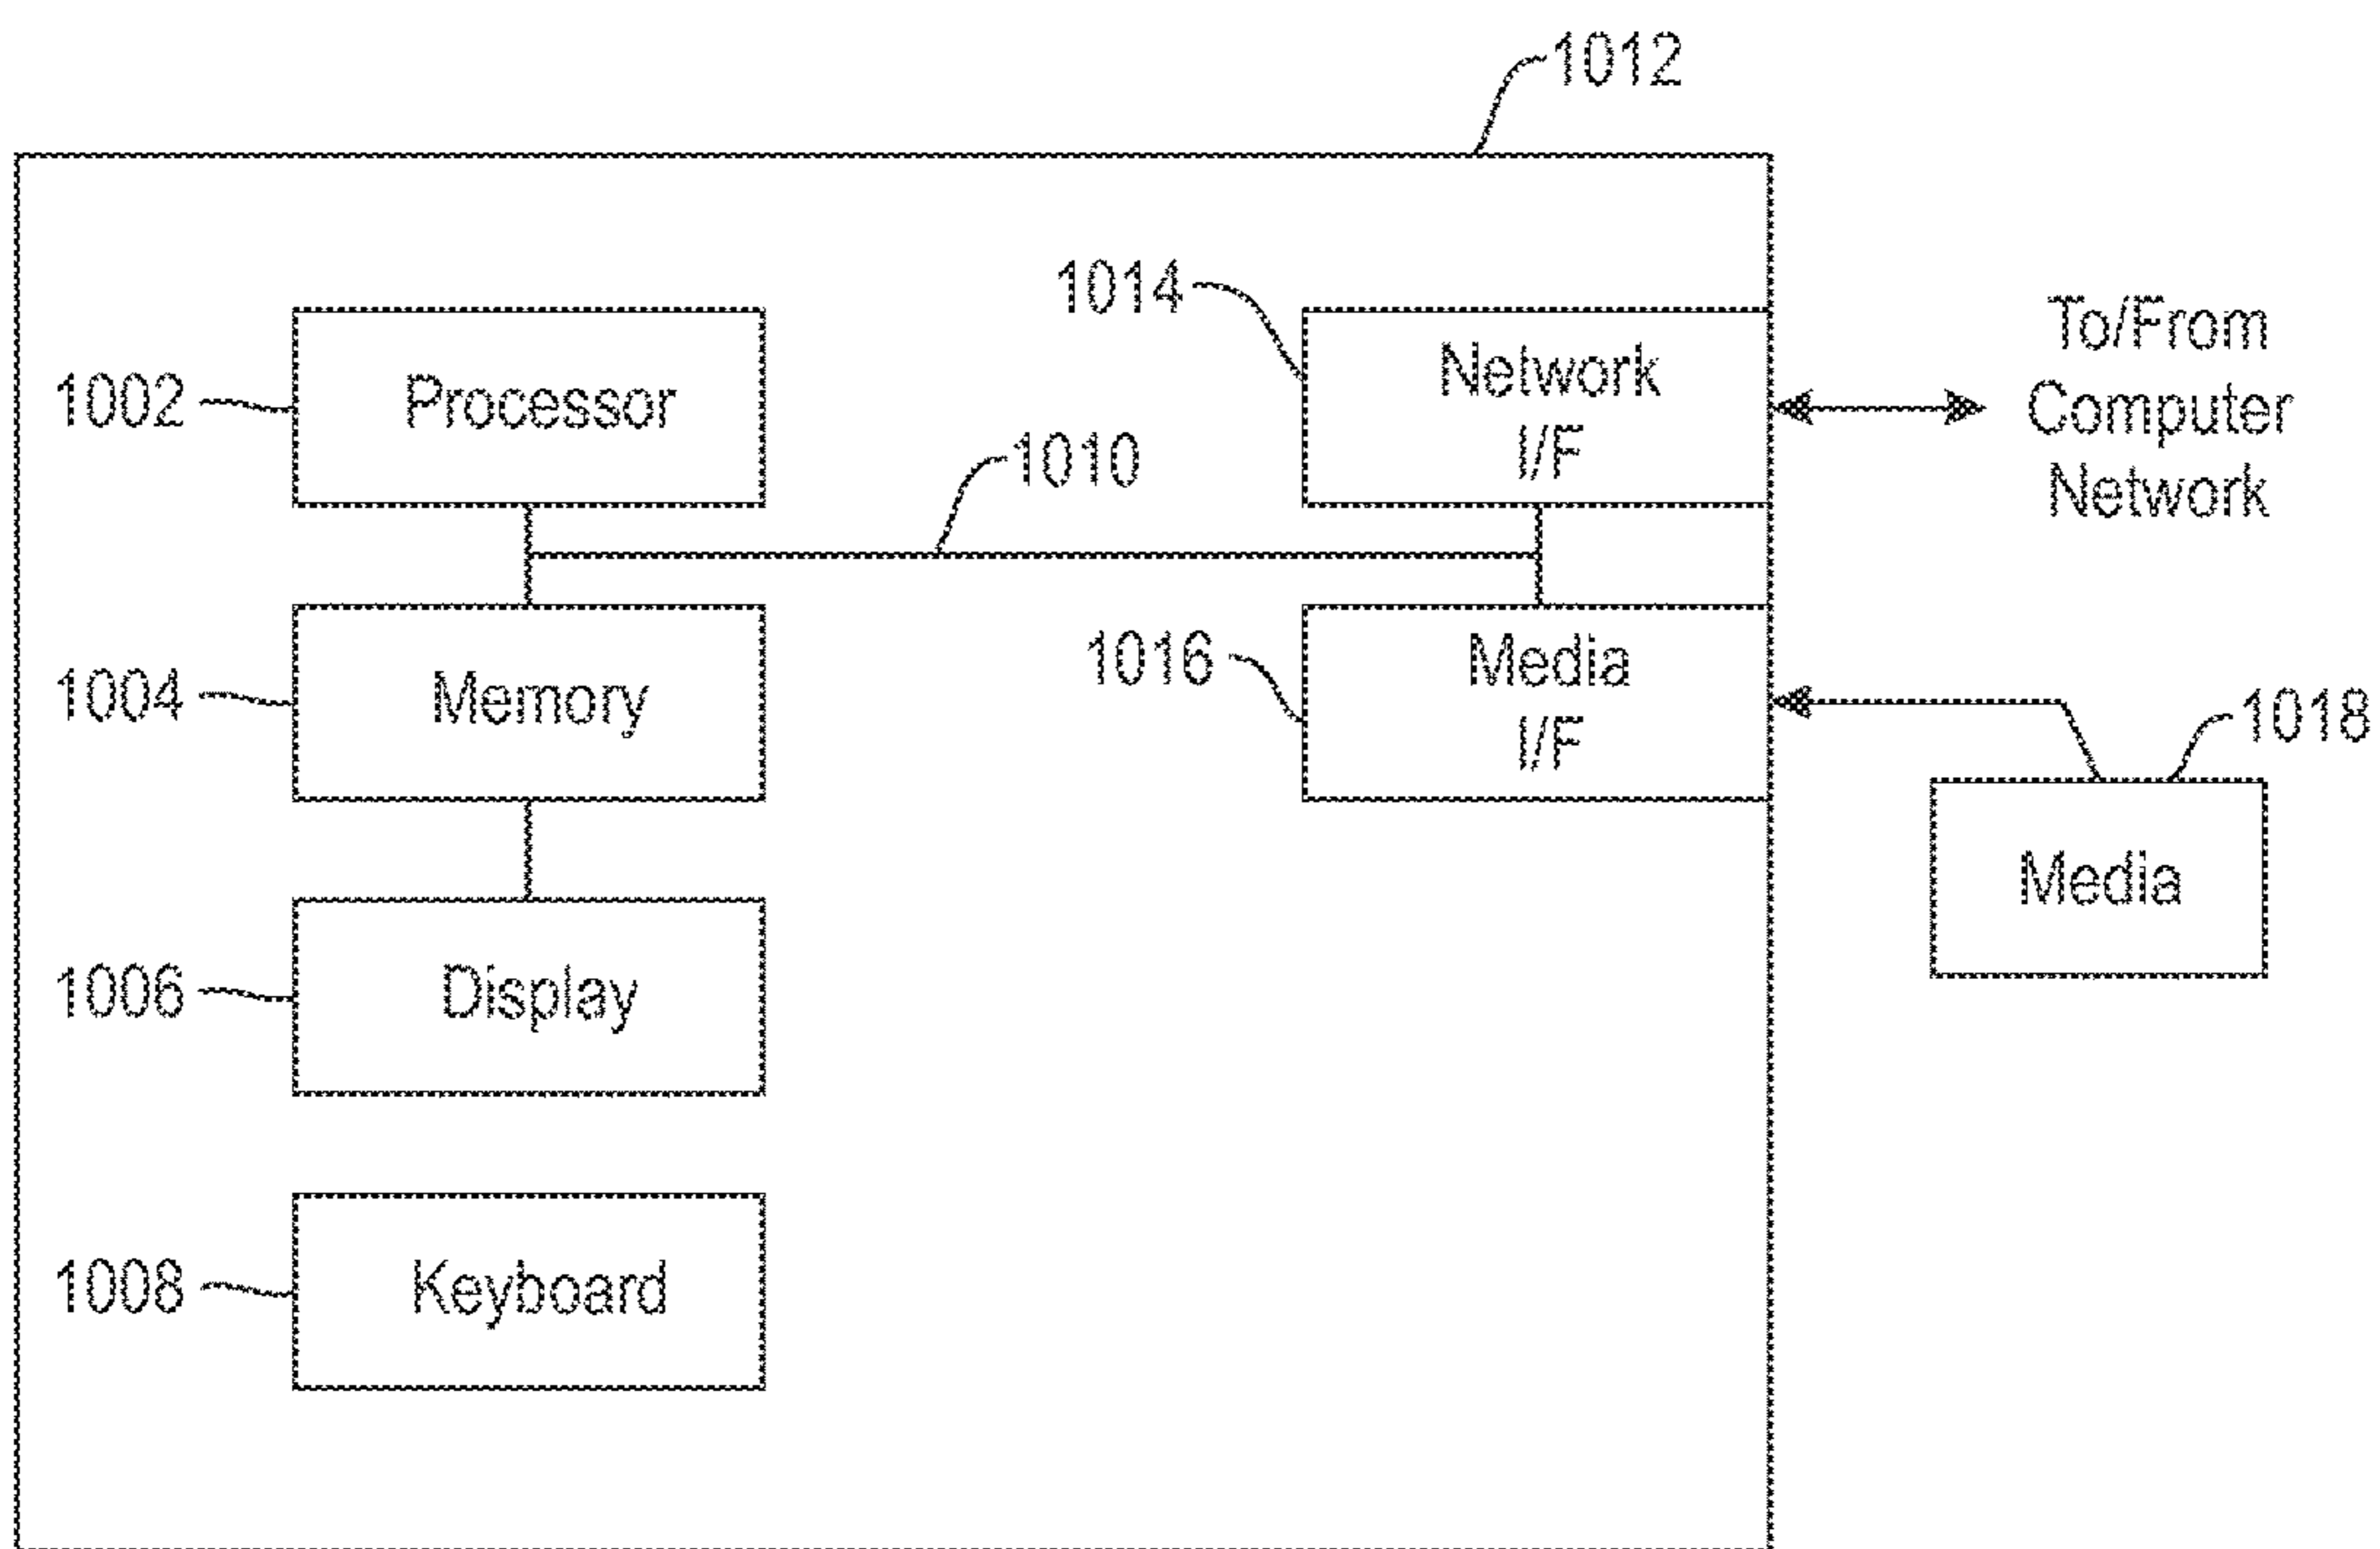 1012
1014
Network
I/F
To/From
Computer
Network
1002
Processor
1010
1016
Media
I/F
1004
Memory
1018
Media
1006
Display
1008
Keyboard